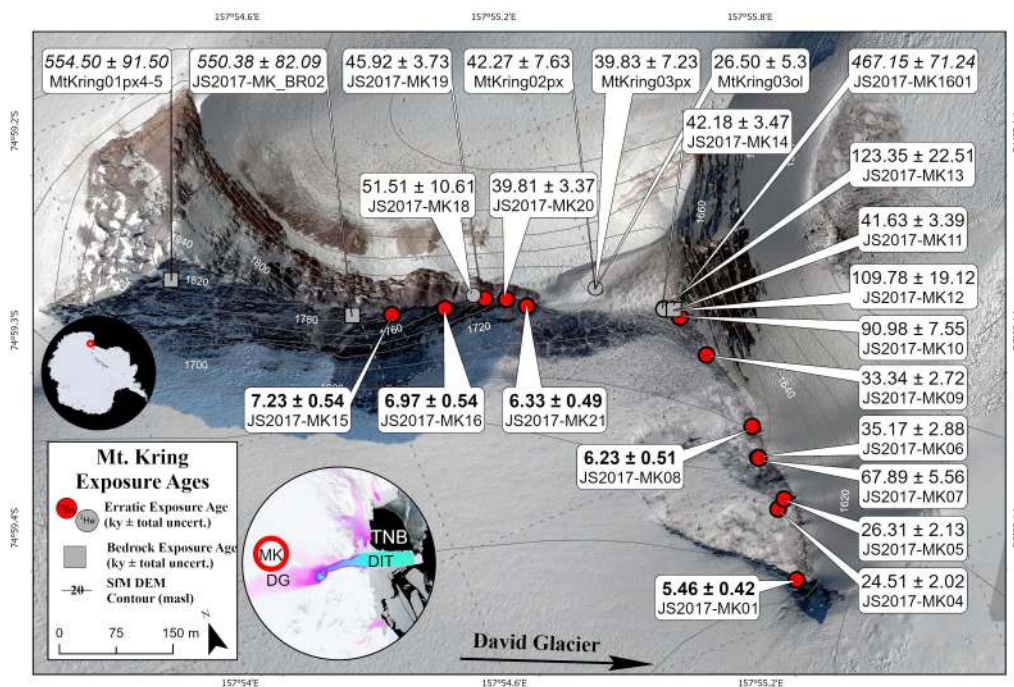 157°54.6'E
157°55.2'E
157°55.8'E
74°59.2'S
74°59.3'S
74°59.4'S
554.50 ± 91.50
MtKring01px4-5
550.38 ± 82.09
JS2017-MK_BR02
45.92 ± 3.73
JS2017-MK19
42.27 ± 7.63
MtKring02px
39.83 ± 7.23
MtKring03px
26.50 ± 5.3
MtKring03ol
467.15 ± 71.24
JS2017-MK1601
42.18 ± 3.47
JS2017-MK14
123.35 ± 22.51
JS2017-MK13
51.51 ± 10.61
JS2017-MK18
39.81 ± 3.37
JS2017-MK20
41.63 ± 3.39
JS2017-MK11
109.78 ± 19.12
JS2017-MK12
90.98 ± 7.55
JS2017-MK10
33.34 ± 2.72
JS2017-MK09
35.17 ± 2.88
JS2017-MK06
67.89 ± 5.56
JS2017-MK07
26.31 ± 2.13
JS2017-MK05
24.51 ± 2.02
JS2017-MK04
7.23 ± 0.54
JS2017-MK15
6.97 ± 0.54
JS2017-MK16
6.33 ± 0.49
JS2017-MK21
6.23 ± 0.51
JS2017-MK08
5.46 ± 0.42
JS2017-MK01
1840
1820
1800
1780
1760
1720
1700
1660
1640
1620
Mt. Kring
Exposure Ages
Erratic Exposure Age
(ky ± total uncert.)
Bedrock Exposure Age
(ky ± total uncert.)
20
SfM DEM
Contour (masl)
0 75 150 m
Z
MK
DG
TNB
DIT
David Glacier
157°54'E
157°54.6'E
157°55.2'E